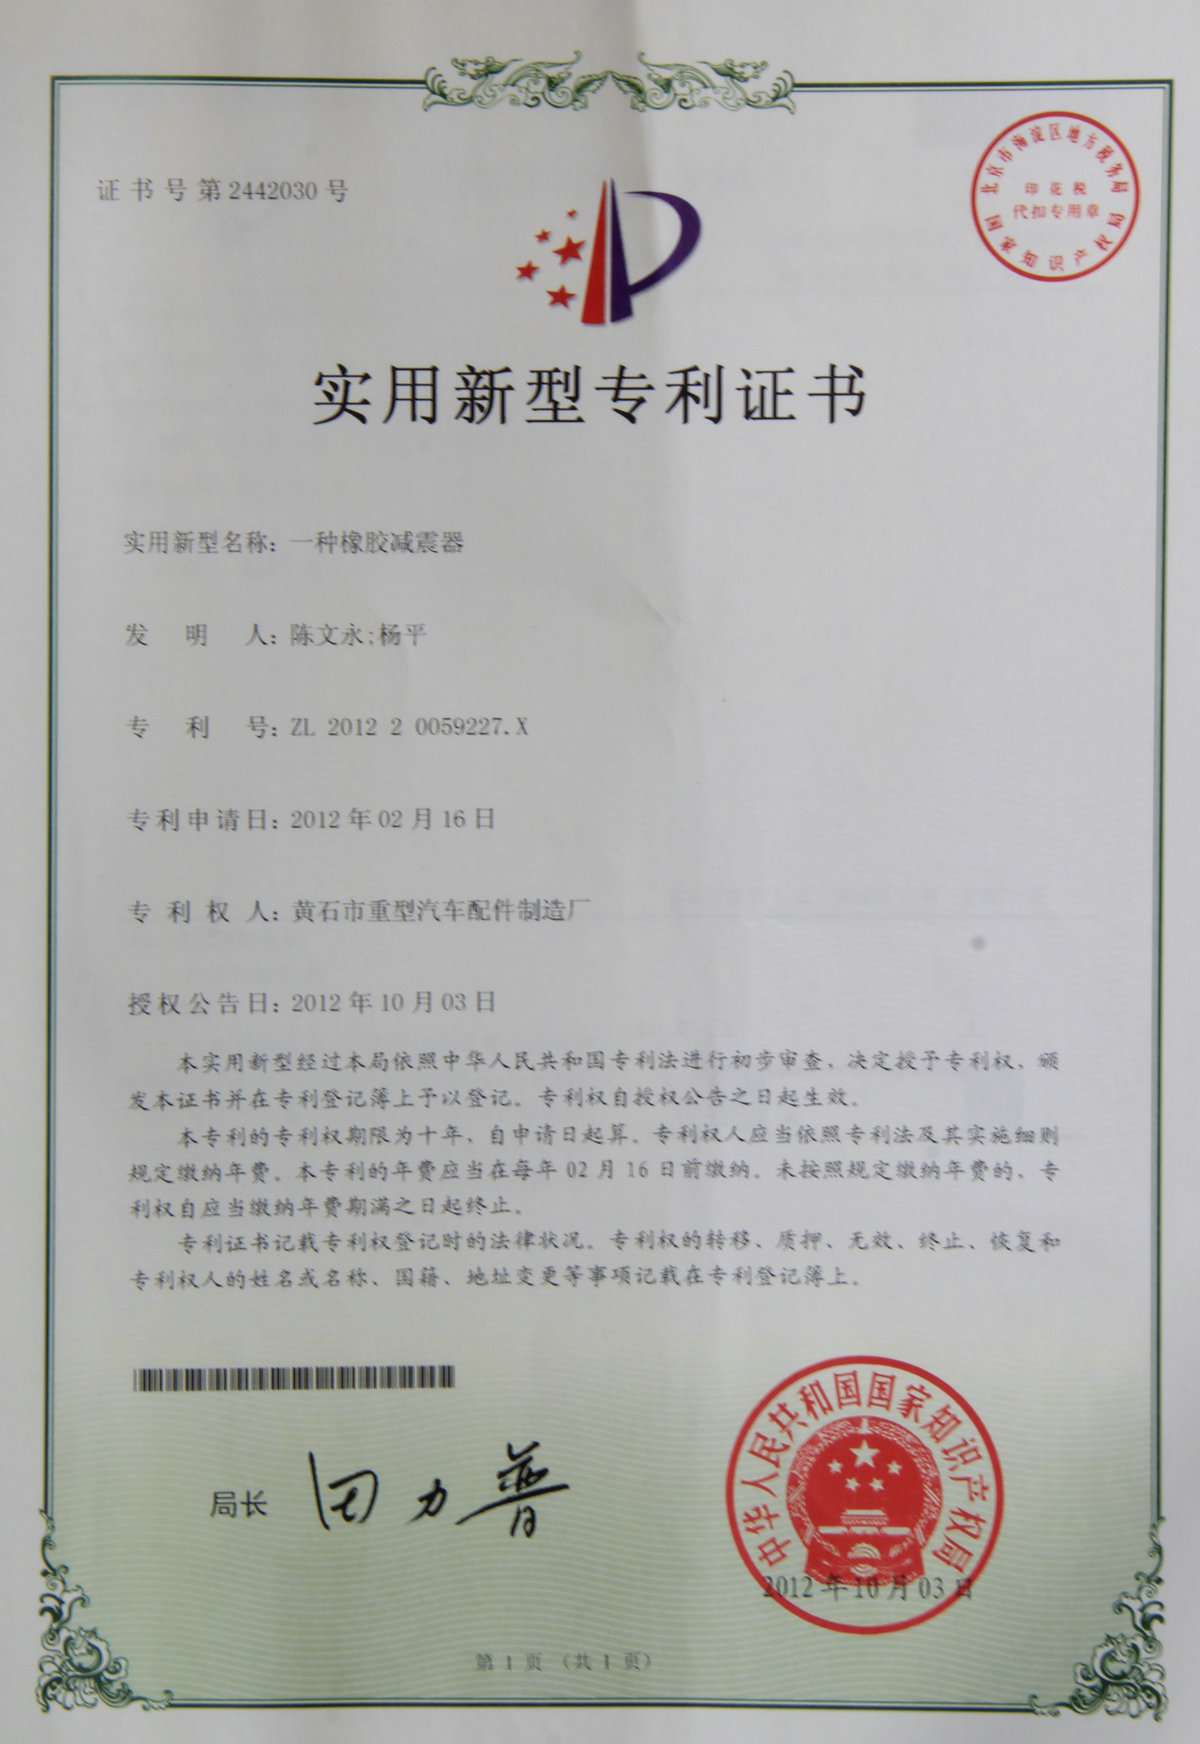 证书号第2442030号
北京市海淀区地方税务局
印花税
代扣专用章
国家知识产权局
实用新型专利证书
实用新型名称：一种橡胶减震器
发明人：陈文永;杨平
专利号：ZL 2012 2 0059227.X
专利申请日：2012年02月16日
专利权人：黄石市重型汽车配件制造厂
授权公告日：2012年10月03日
本实用新型经过本局依照中华人民共和国专利法进行初步审查，决定授予专利权，颁
发本证书并在专利登记簿上予以登记。专利权自授权公告之日起生效。
本专利的专利权期限为十年，自申请日起算。专利权人应当依照专利法及其实施细则
规定缴纳年费。本专利的年费应当在每年02月16日前缴纳。未按照规定缴纳年费的，专
利权自应当缴纳年费期满之日起终止。
专利证书记载专利权登记时的法律状况。专利权的转移、质押、无效、终止、恢复和
专利权人的姓名或名称、国籍、地址变更等事项记载在专利登记簿上。
局长
田力普
中华人民共和国国家知识产权局
2012年10月03日
第1页（共1页）